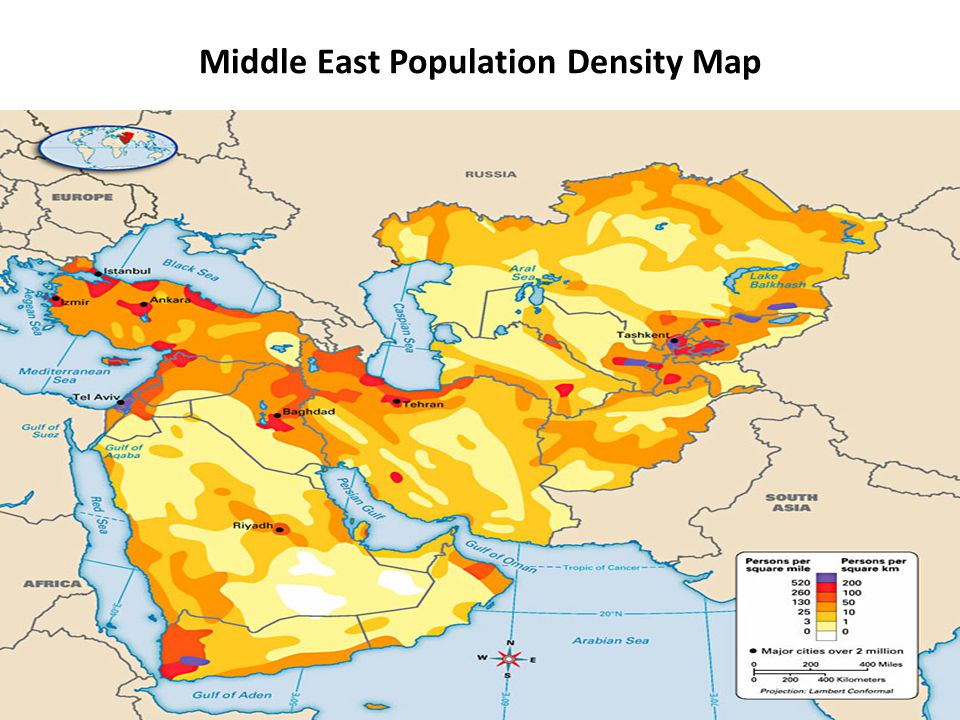 Middle East Population Density Map
RUSSIA
EUROPE
Black Sea
Istanbul
Aral
Sea
Lake
Balkhash
Aegean Sea
Izmir
Ankara
Caspian Sea
Tashkent
Mediterranean
Sea
Tel Aviv
Baghdad
Tehran
Gulf of
Suez
Gulf of
Aqaba
Persian Gulf
Red Sea
SOUTH
ASIA
Riyadh
Gulf of Oman
Tropic of Cancer
AFRICA
20°N
Arabian Sea
N
W E
S
Gulf of Aden
Persons per
square mile
Persons per
square km
520 200
260 100
130 50
25 10
3 1
0 0
Major cities over 2 million
0 200 400 Miles
0 200 400 Kilometers
Projection: Lambert Conformal